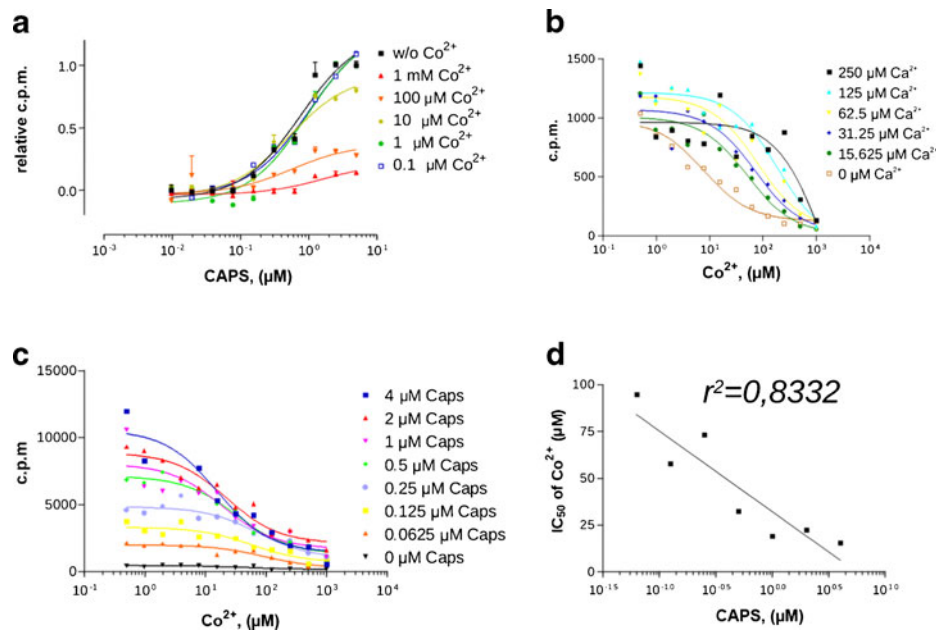 a
relative c.p.m.
1.0
0.5
0.0
10⁻³ 10⁻² 10⁻¹ 10⁰ 10¹
CAPS, (µM)
w/o Co²⁺
1 mM Co²⁺
100 µM Co²⁺
10 µM Co²⁺
1 µM Co²⁺
0.1 µM Co²⁺
b
c.p.m.
1500
1000
500
0
10⁻¹ 10⁰ 10¹ 10² 10³ 10⁴
Co²⁺, (µM)
250 µM Ca²⁺
125 µM Ca²⁺
62.5 µM Ca²⁺
31.25 µM Ca²⁺
15,625 µM Ca²⁺
0 µM Ca²⁺
c
c.p.m
15000
10000
5000
0
10⁻¹ 10⁰ 10¹ 10² 10³ 10⁴
Co²⁺, (µM)
4 µM Caps
2 µM Caps
1 µM Caps
0.5 µM Caps
0.25 µM Caps
0.125 µM Caps
0.0625 µM Caps
0 µM Caps
d
r²=0,8332
IC₅₀ of Co²⁺ (µM)
100
75
50
25
0
10⁻¹·⁵ 10⁻¹·⁰ 10⁻⁰·⁵ 10⁰·⁰ 10⁰·⁵ 10¹·⁰
CAPS, (µM)